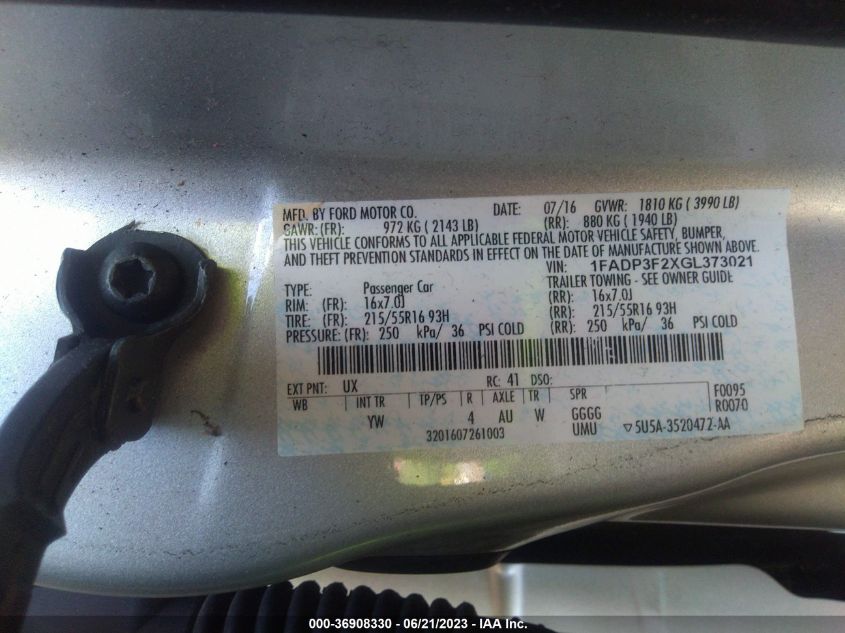 MFD. BY FORD MOTOR CO. DATE: 07/16 GVWR: 1810 KG ( 3990 LB)
GAWR: (FR): 972 KG ( 2143 LB) (RR): 880 KG ( 1940 LB)
THIS VEHICLE CONFORMS TO ALL APPLICABLE FEDERAL MOTOR VEHICLE SAFETY, BUMPER,
AND THEFT PREVENTION STANDARDS IN EFFECT ON THE DATE OF MANUFACTURE SHOWN ABOVE.
VIN: 1FADP3F2XGL373021
TYPE: Passenger Car TRAILER TOWING - SEE OWNER GUIDE
RIM: (FR): 16x7.0J (RR): 16x7.0J
TIRE: (FR): 215/55R16 93H (RR): 215/55R16 93H
PRESSURE: (FR): 250 kPa/ 36 PSI COLD (RR): 250 kPa/ 36 PSI COLD
EXT PNT: UX RC: 41 DSO:
WB INT TR TP/PS R AXLE TR SPR F0095
YW 4 AU W GGGG R0070
3201607261003 UMU ▽5U5A-3520472-AA
000-36908330 - 06/21/2023 - IAA Inc.